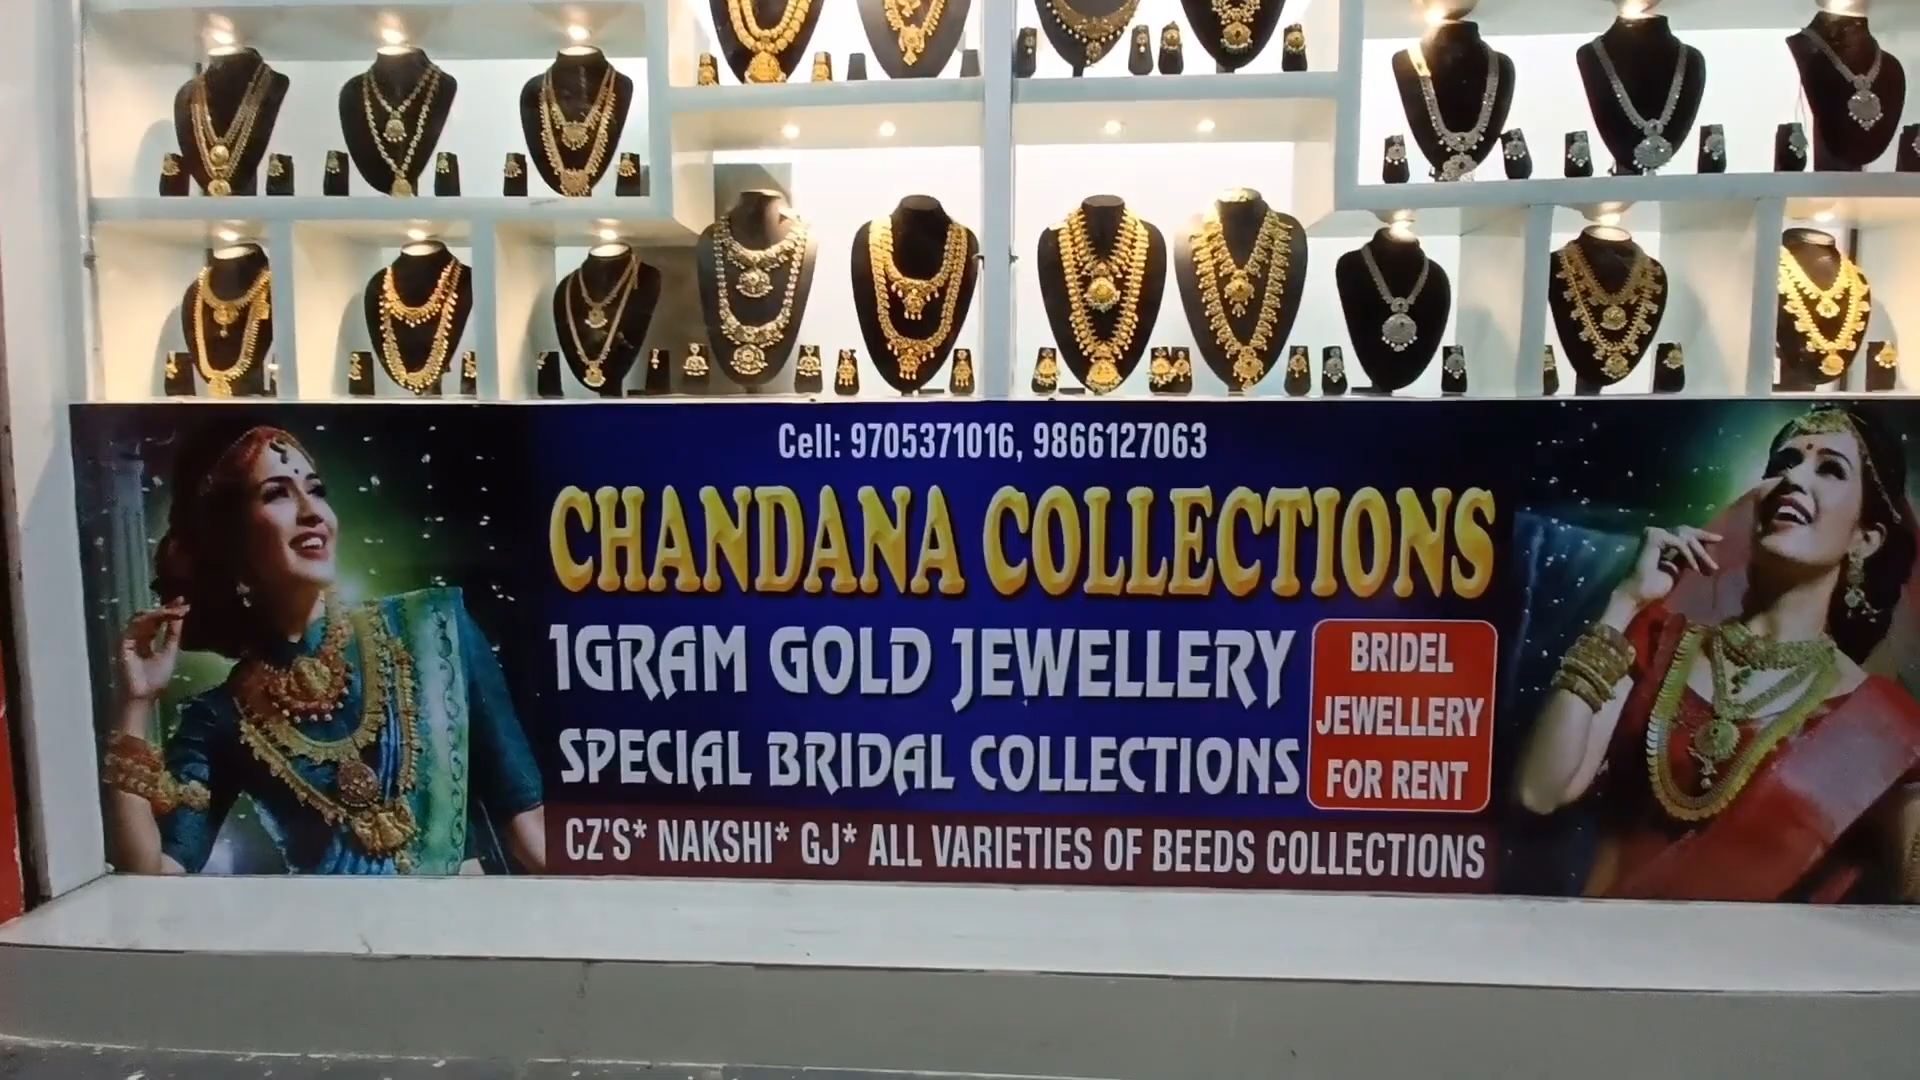 Cell: 9705371016, 9866127063
CHANDANA COLLECTIONS
1GRAM GOLD JEWELLERY
SPECIAL BRIDAL COLLECTIONS
BRIDEL
JEWELLERY
FOR RENT
CZ'S* NAKSHI* GJ* ALL VARIETIES OF BEEDS COLLECTIONS